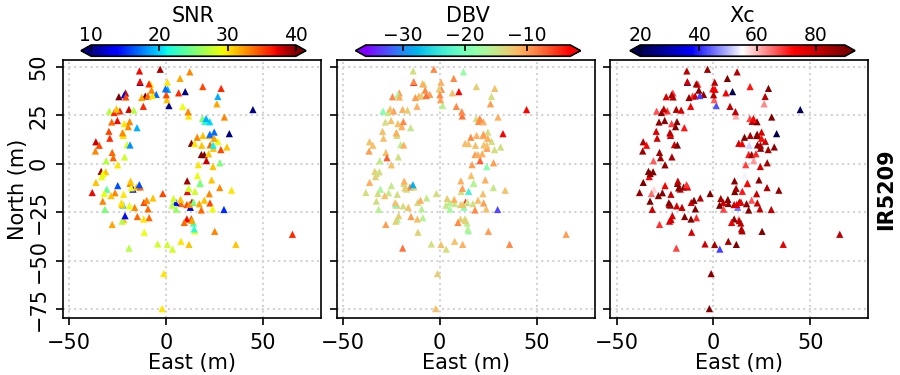 SNR DBV Xc
10 20 30 40 −30 −20 −10 20 40 60 80
50
25
0
−25
−50
−75
North (m)
IR5209
−50 0 50 −50 0 50 −50 0 50
East (m) East (m) East (m)